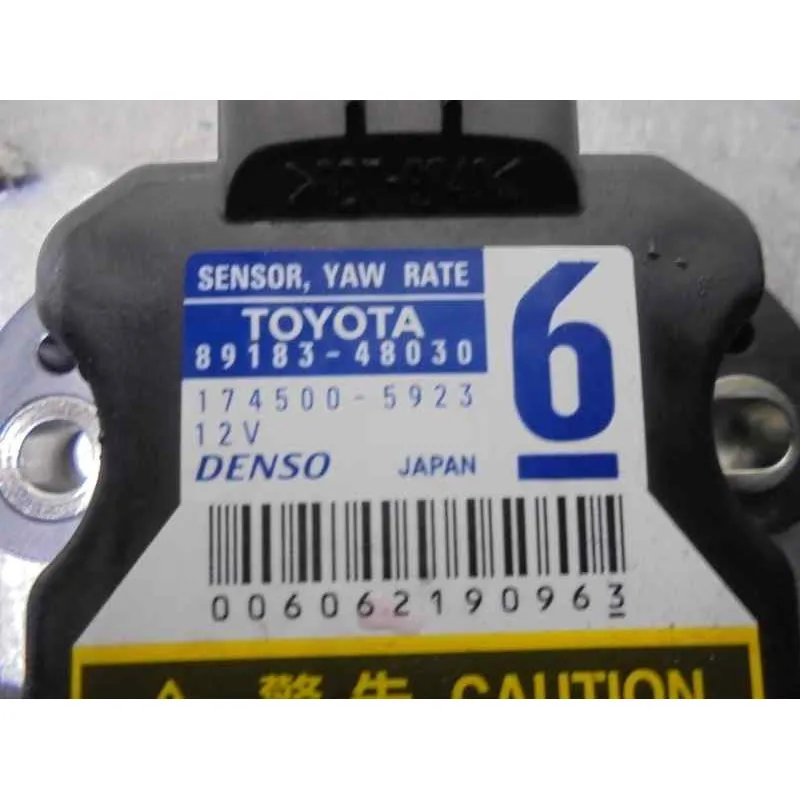 SENSOR, YAW RATE
TOYOTA
89183-48030
174500-5923
12V
DENSO JAPAN
6
006062190963
警告 CAUTION